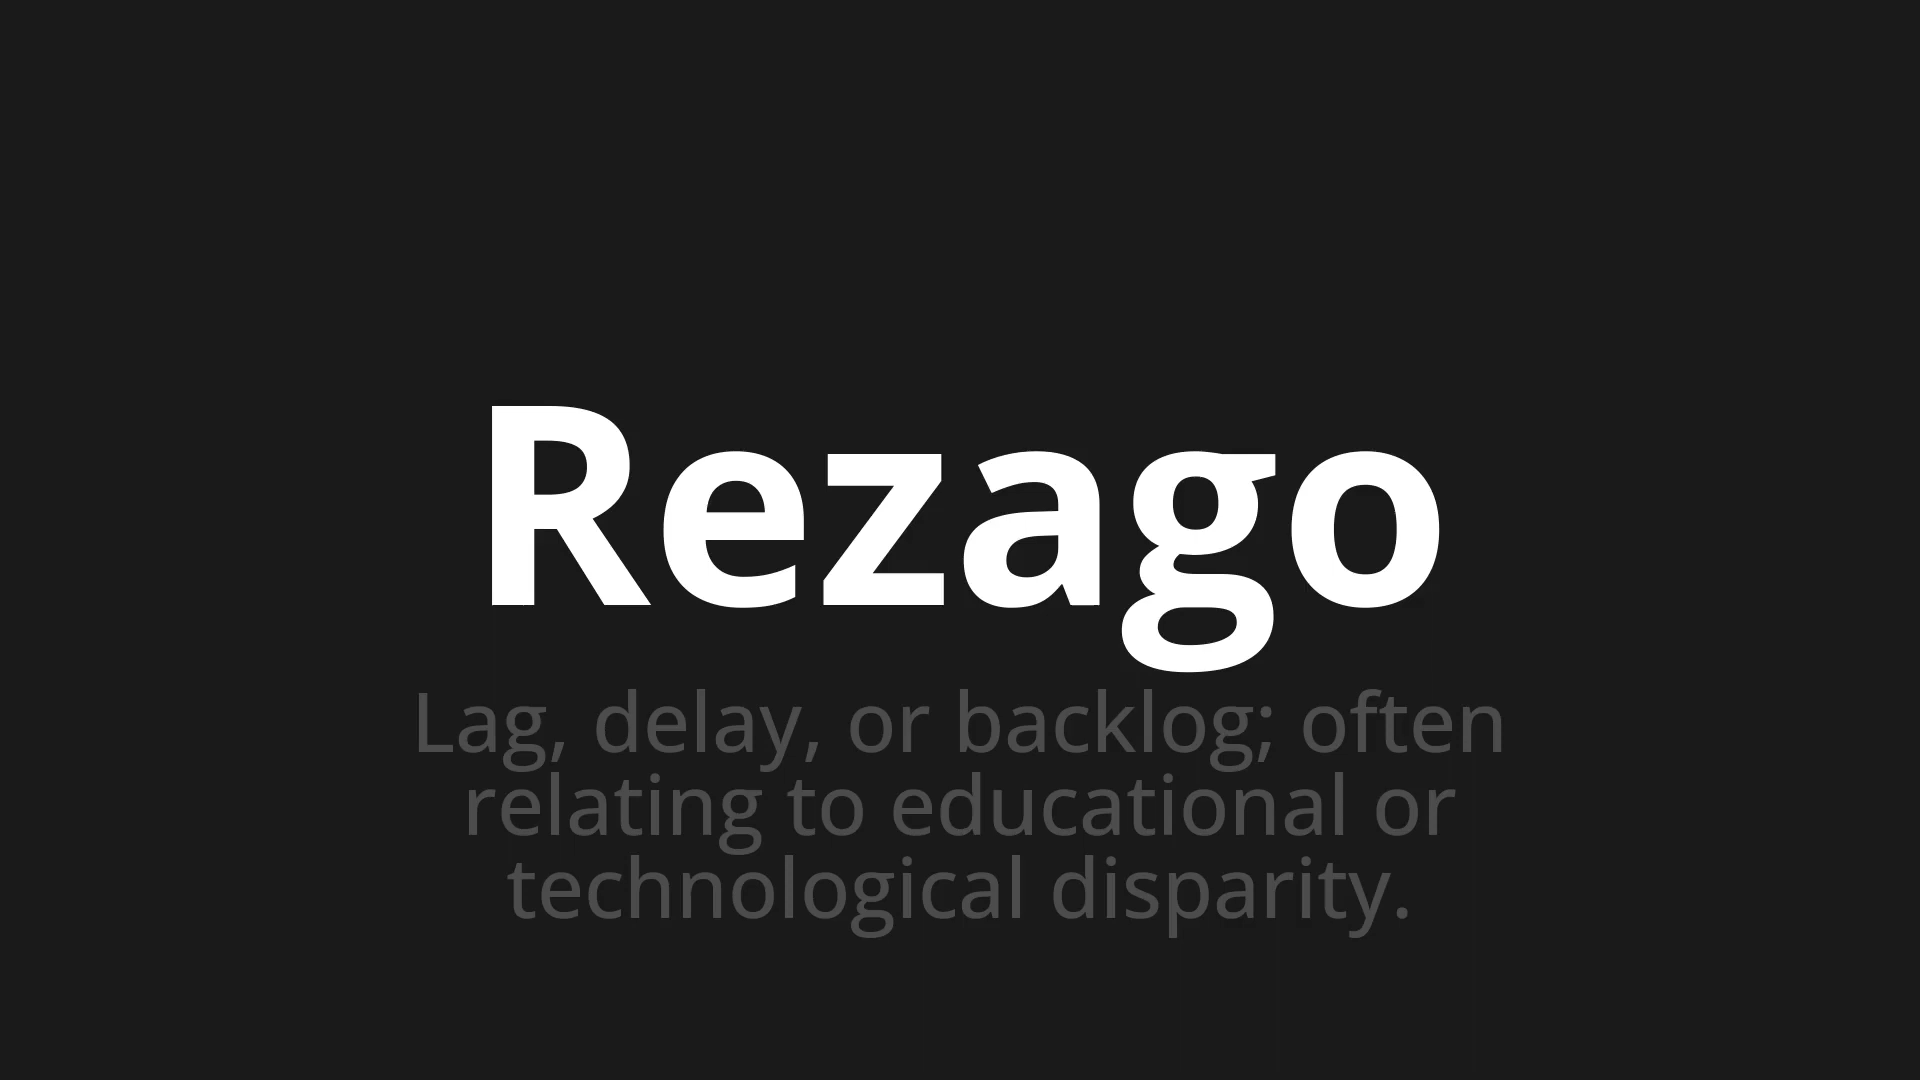 Rezago
Lag, delay, or backlog; often
relating to educational or
technological disparity.